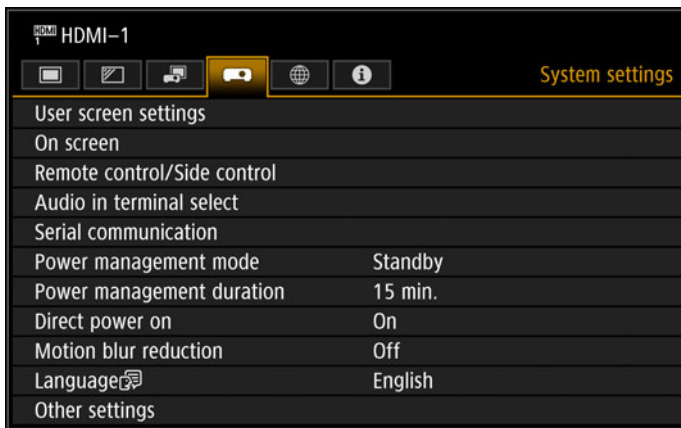 HDMI 1 HDMI-1
System settings
User screen settings
On screen
Remote control/Side control
Audio in terminal select
Serial communication
Power management mode Standby
Power management duration 15 min.
Direct power on On
Motion blur reduction Off
Language English
Other settings